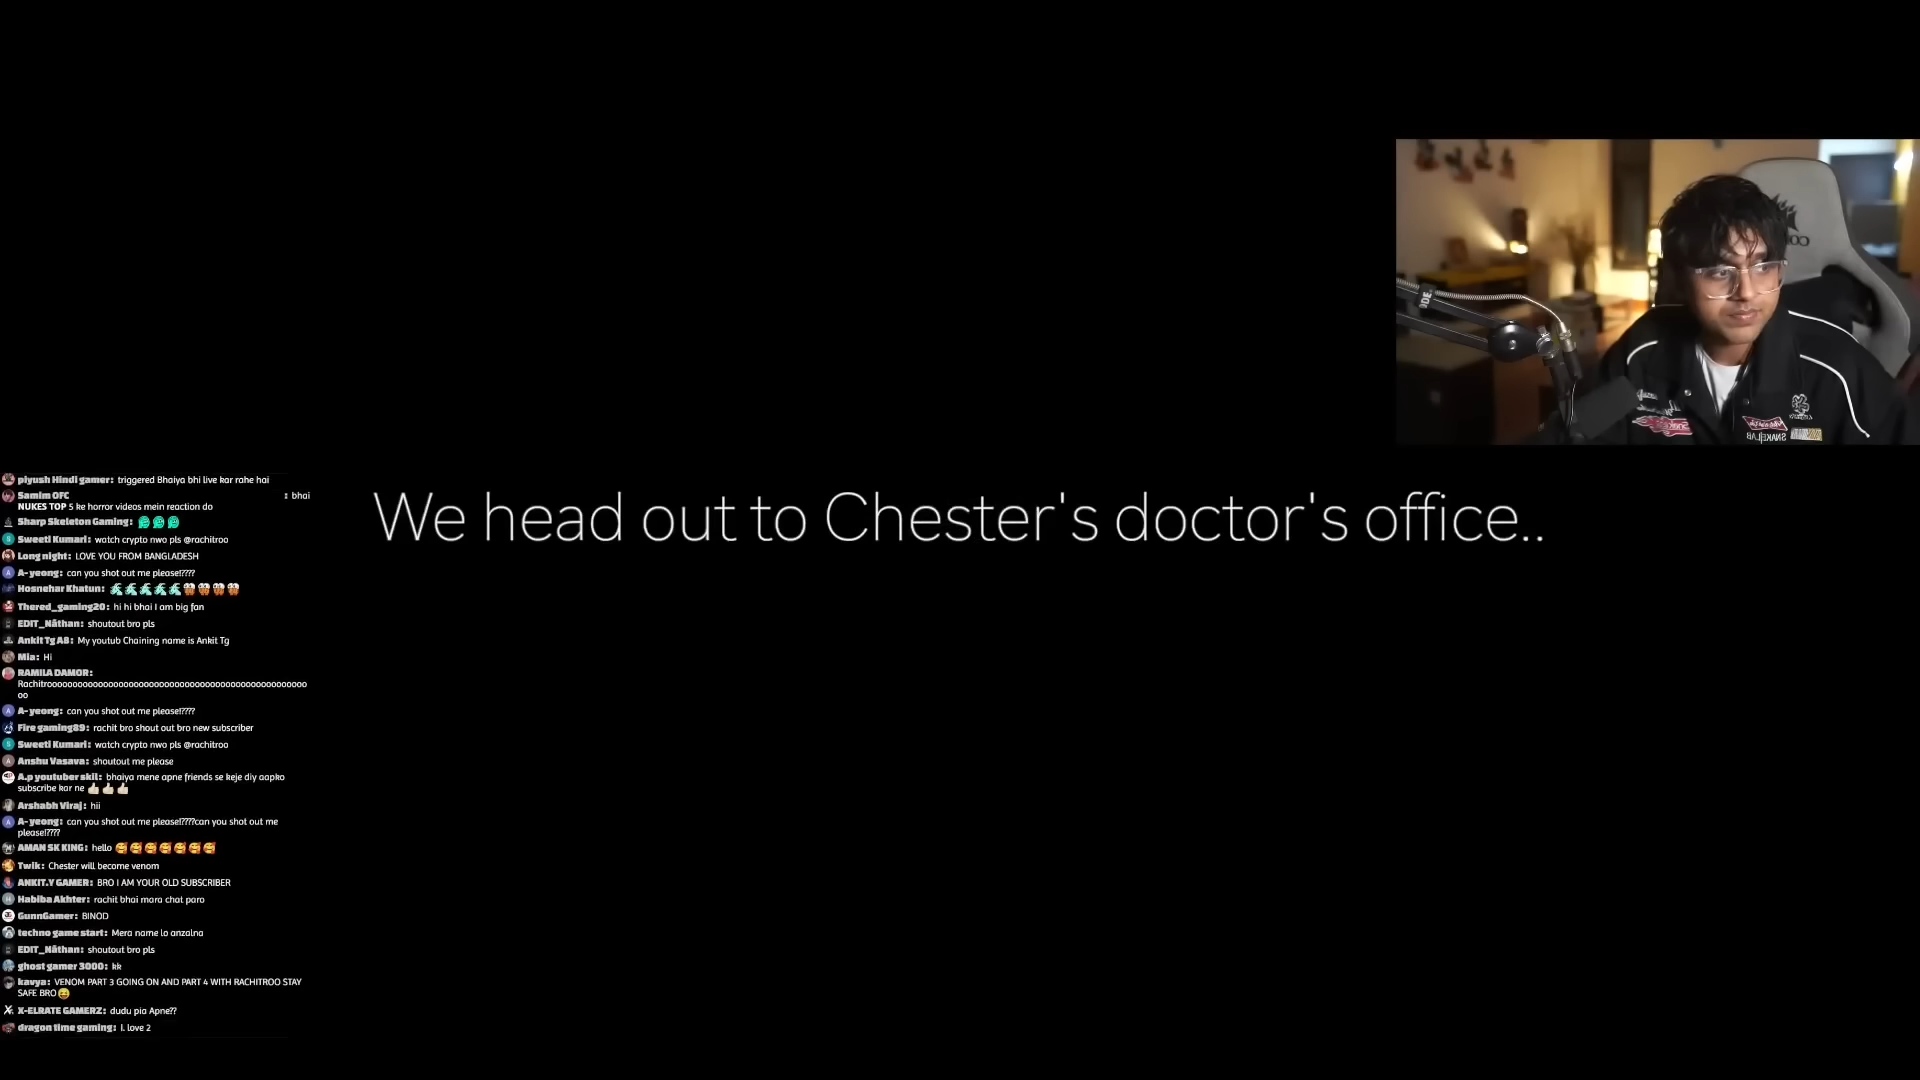 piyush Hindi gamer: triggered Bhaiya bhi live kar rahe hai
Samim OFC : bhai
NUKES TOP 5 ke horror videos mein reaction do
Sharp Skeleton Gaming:
Sweeti Kumari: watch crypto nwo pls @rachitroo
Long night: LOVE YOU FROM BANGLADESH
A-yeong: can you shot out me please!????
Hosnehar Khatun:
Thered_gaming20: hi hi bhai I am big fan
EDIT_Nâthan: shoutout bro pls
Ankit Tg A8: My youtub Chaining name is Ankit Tg
Mia: Hi
RAMILA DAMOR:
A-yeong: can you shot out me please!????
Fire gaming89: rachit bro shout out bro new subscriber
Sweeti Kumari: watch crypto nwo pls @rachitroo
Anshu Vasava: shoutout me please
A.p youtuber skil: bhaiya mene apne friends se keje diy aapko
subscribe kar ne 👍🏻👍🏻👍🏻
Arshabh Viraj: hii
A-yeong: can you shot out me please!????can you shot out me
please!????
AMAN SK KING: hello 🥰🥰🥰🥰🥰🥰🥰
Twik: Chester will become venom
ANKIT.Y GAMER: BRO I AM YOUR OLD SUBSCRIBER
Habiba Akhter: rachit bhai mara chat paro
GunnGamer: BINOD
techno game start: Mera name lo anzalna
EDIT_Nâthan: shoutout bro pls
ghost gamer 3000: kk
kavya: VENOM PART 3 GOING ON AND PART 4 WITH RACHITROO STAY
SAFE BRO😆
X-ELRATE GAMERZ: dudu pia Apne??
dragon time gaming: I. love 2
We head out to Chester's doctor's office..
SNAKE LAB